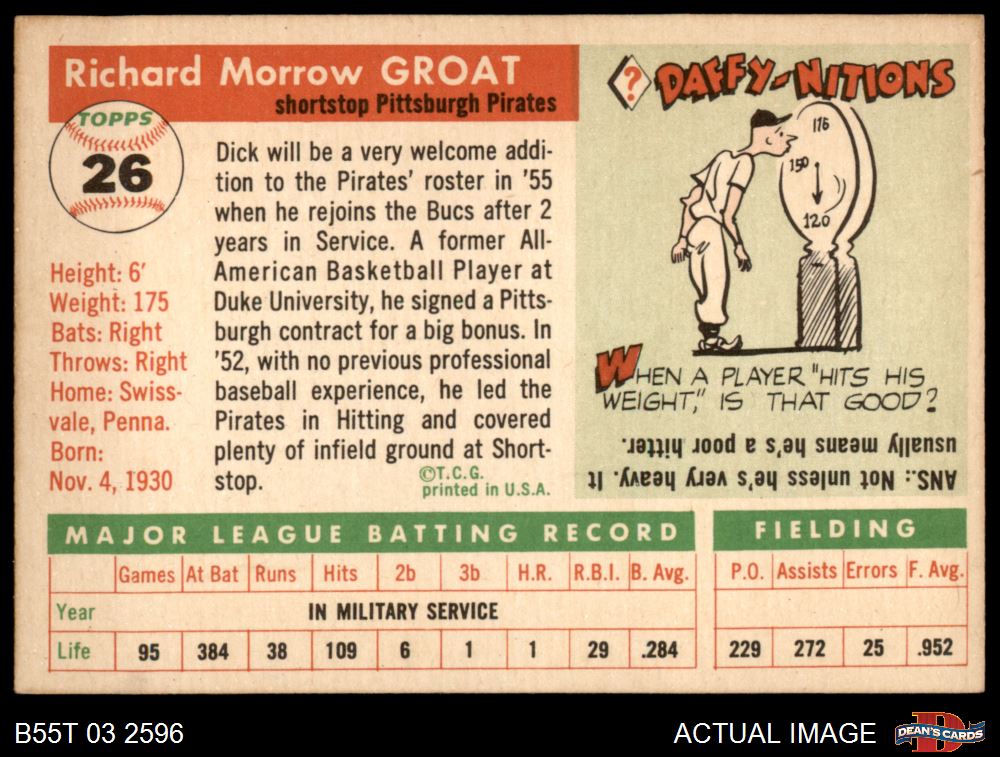 Richard Morrow GROAT
shortstop Pittsburgh Pirates
TOPPS
26
Height: 6'
Weight: 175
Bats: Right
Throws: Right
Home: Swiss-
vale, Penna.
Born:
Nov. 4, 1930
Dick will be a very welcome addi-
tion to the Pirates' roster in '55
when he rejoins the Bucs after 2
years in Service. A former All-
American Basketball Player at
Duke University, he signed a Pitts-
burgh contract for a big bonus. In
'52, with no previous professional
baseball experience, he led the
Pirates in Hitting and covered
plenty of infield ground at Short-
stop.
©T.C.G.
printed in U.S.A.
? DAFFY-NITIONS
176
150
120
WHEN A PLAYER "HITS HIS
WEIGHT," IS THAT GOOD?
ANS.: Not unless he's very heavy. It
usually means he's a poor hitter.
MAJOR LEAGUE BATTING RECORD
FIELDING
Games At Bat Runs Hits 2b 3b H.R. R.B.I. B. Avg. P.O. Assists Errors F. Avg.
Year IN MILITARY SERVICE
Life 95 384 38 109 6 1 1 29 .284 229 272 25 .952
B55T 03 2596
ACTUAL IMAGE
DEAN'S CARDS